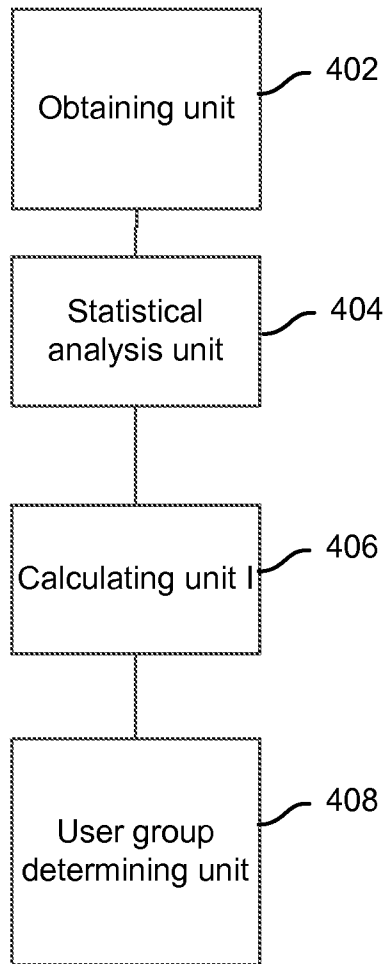 Obtaining unit
402
Statistical
analysis unit
404
Calculating unit I
406
User group
determining unit
408